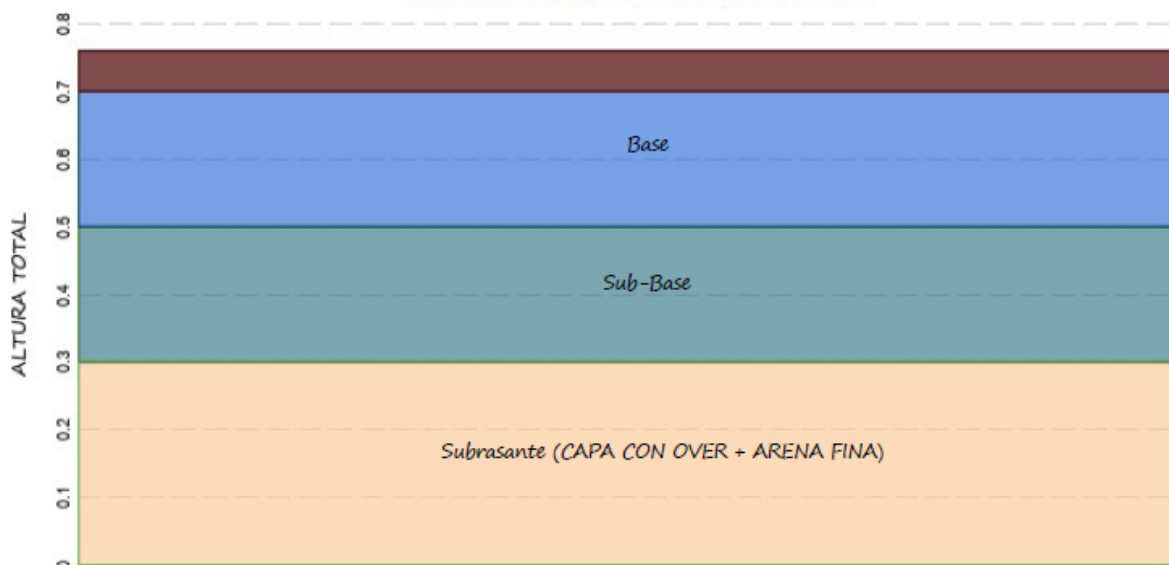 0.8
0.7
Base
0.6
0.5
ALTURA TOTAL
Sub-Base
0.4
0.3
0.2
Subrasante (CAPA CON OVER + ARENA FINA)
0.1